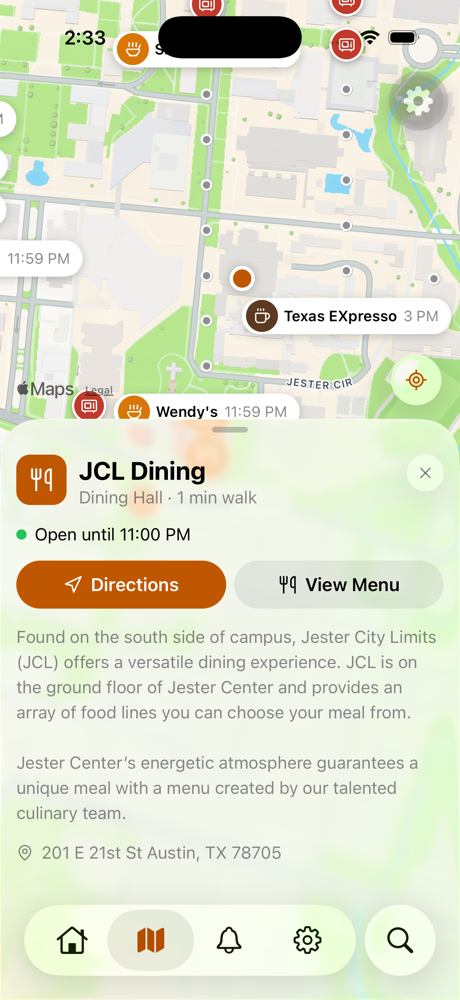 2:33
11:59 PM
Texas EXpresso 3 PM
JESTER CIR
Maps Legal
Wendy's 11:59 PM
JCL Dining
Dining Hall · 1 min walk
Open until 11:00 PM
Directions
View Menu
Found on the south side of campus, Jester City Limits
(JCL) offers a versatile dining experience. JCL is on
the ground floor of Jester Center and provides an
array of food lines you can choose your meal from.
Jester Center’s energetic atmosphere guarantees a
unique meal with a menu created by our talented
culinary team.
201 E 21st St Austin, TX 78705